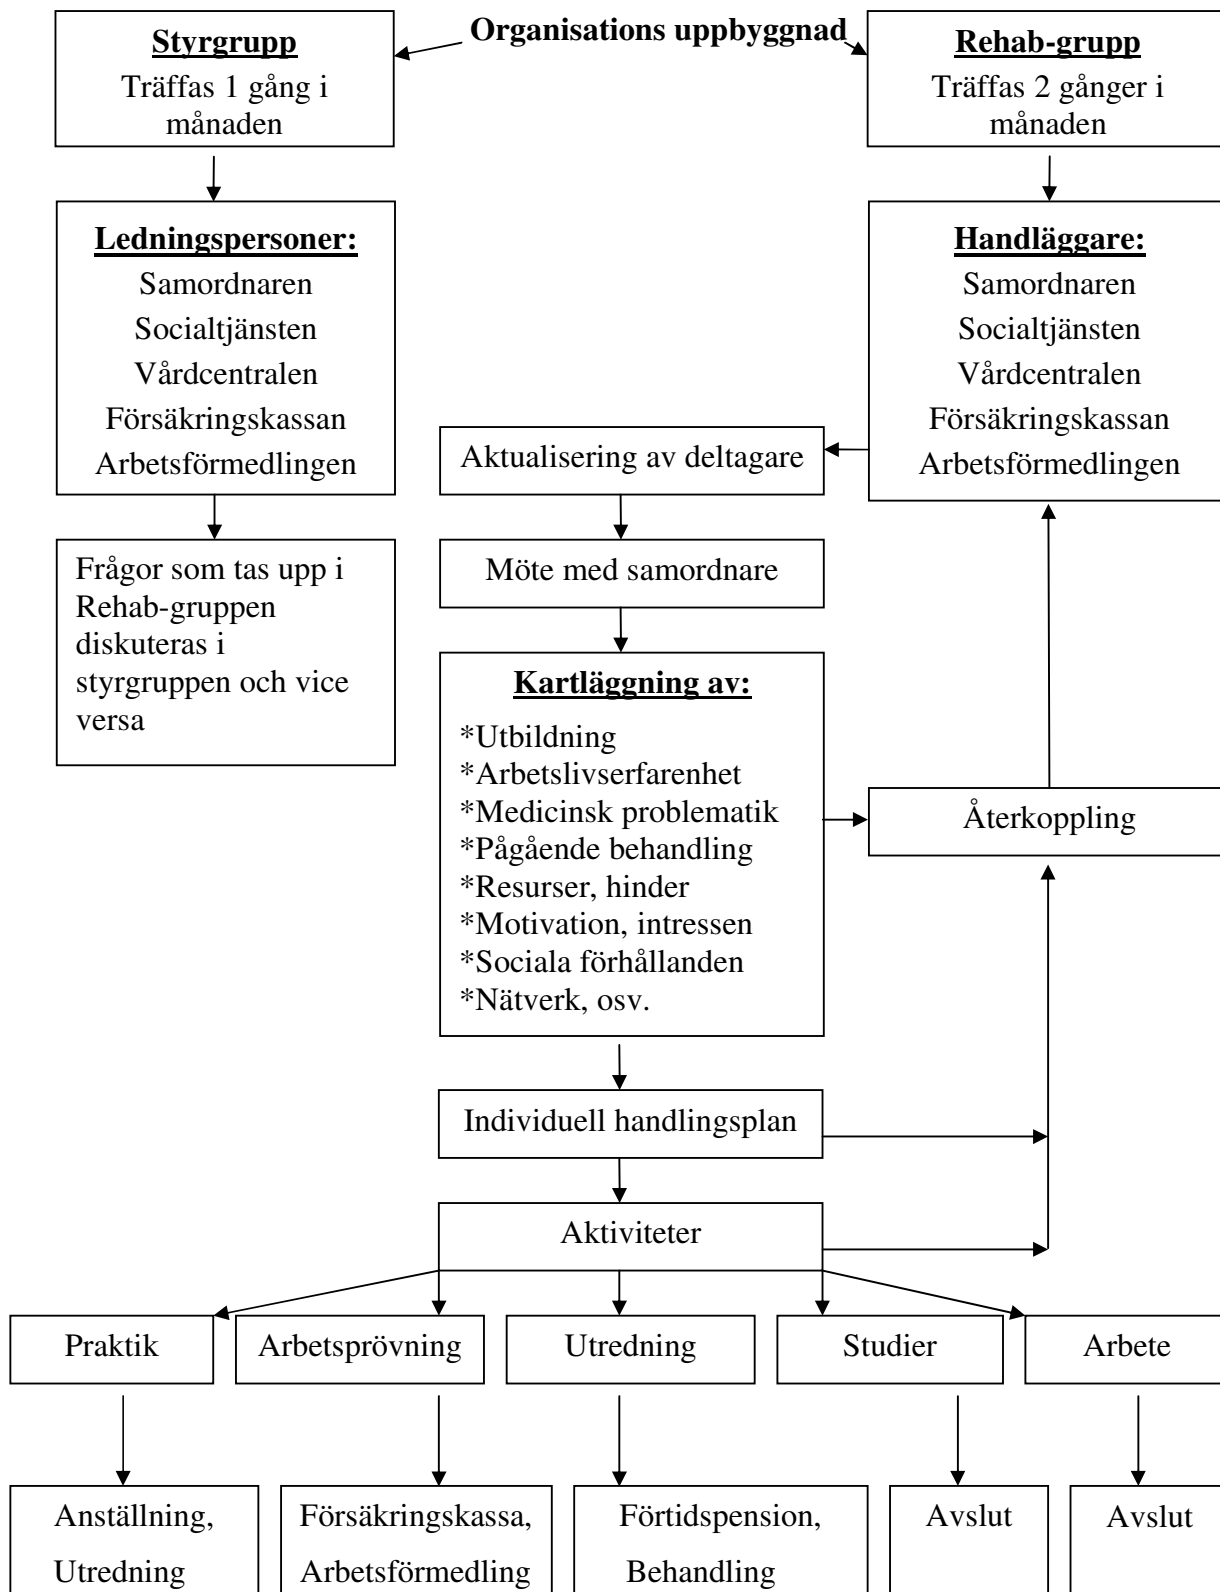 Organisations uppbyggnad
Styrgrupp
Träffas 1 gång i
månaden
Rehab-grupp
Träffas 2 gånger i
månaden
Ledningspersoner:
Samordnaren
Socialtjänsten
Vårdcentralen
Försäkringskassan
Arbetsförmedlingen
Handläggare:
Samordnaren
Socialtjänsten
Vårdcentralen
Försäkringskassan
Arbetsförmedlingen
Frågor som tas upp i
Rehab-gruppen
diskuteras i
styrgruppen och vice
versa
Aktualisering av deltagare
Möte med samordnare
Kartläggning av:
*Utbildning
*Arbetslivserfarenhet
*Medicinsk problematik
*Pågående behandling
*Resurser, hinder
*Motivation, intressen
*Sociala förhållanden
*Nätverk, osv.
Återkoppling
Individuell handlingsplan
Aktiviteter
Praktik
Arbetsprövning
Utredning
Studier
Arbete
Anställning,
Utredning
Försäkringskassa,
Arbetsförmedling
Förtidspension,
Behandling
Avslut
Avslut